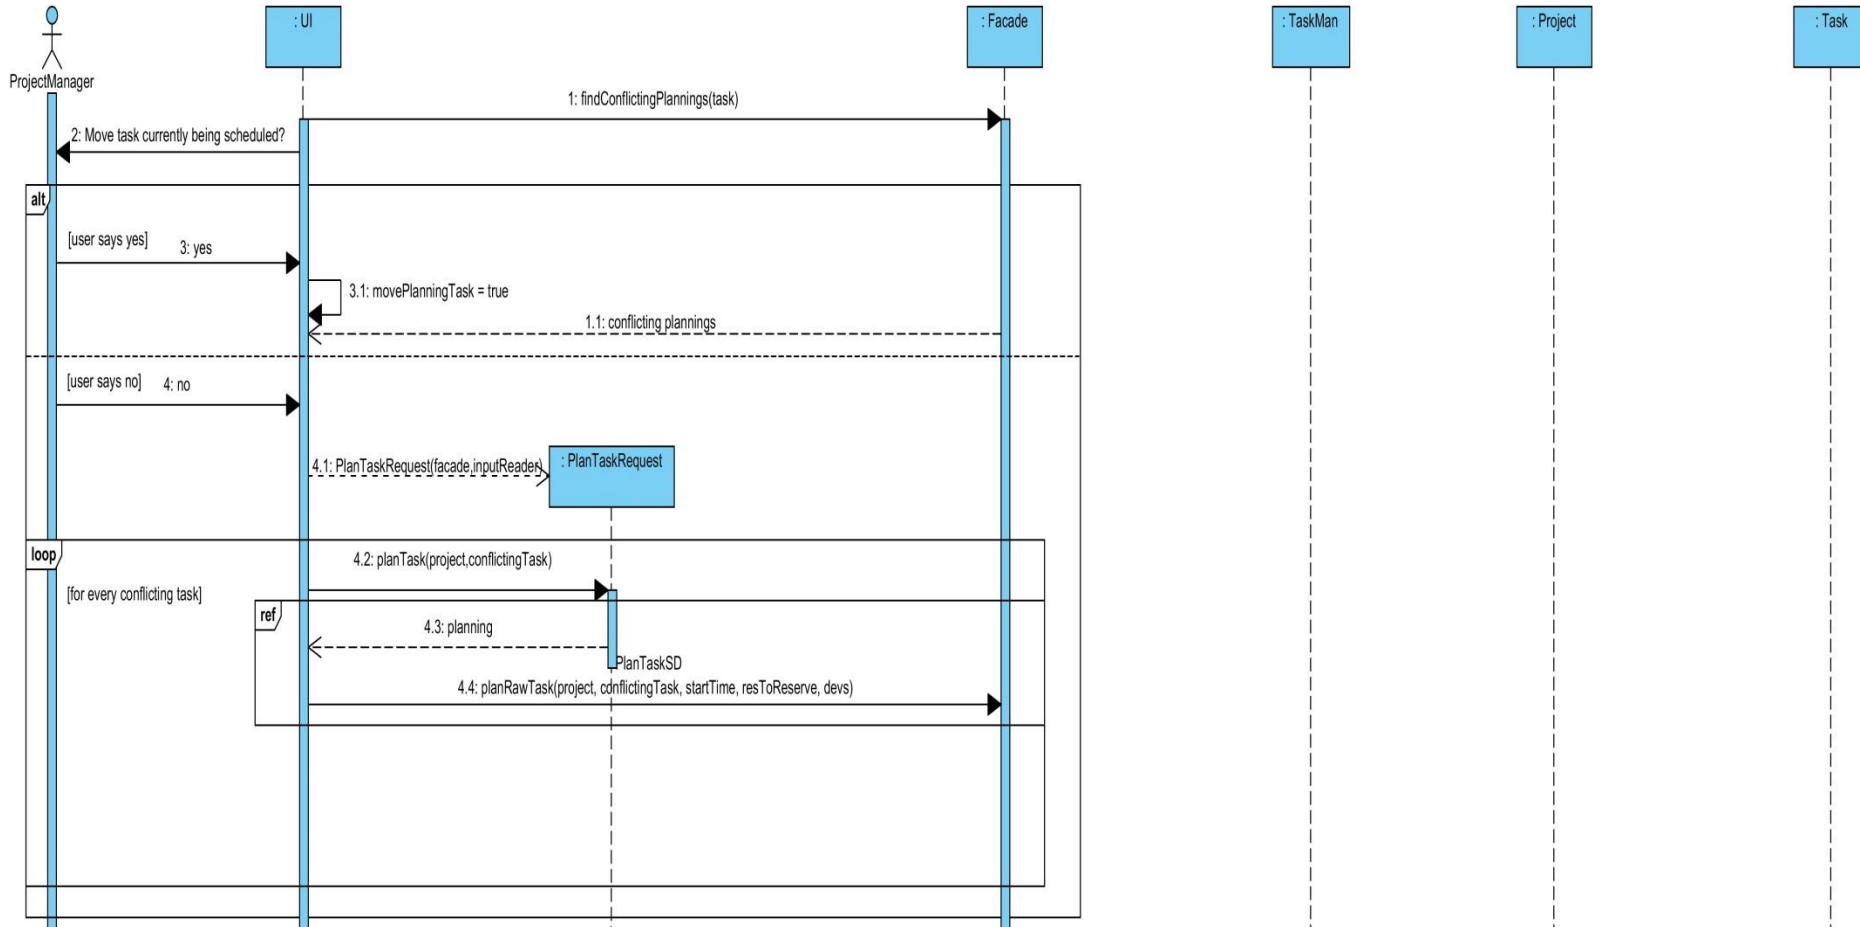 : UI
: Facade
: TaskMan
: Project
: Task
ProjectManager
1: findConflictingPlannings(task)
2: Move task currently being scheduled?
alt
[user says yes]
3: yes
3.1: movePlanningTask = true
1.1: conflicting plannings
[user says no]
4: no
4.1: PlanTaskRequest(facade,inputReader)
: PlanTaskRequest
loop
4.2: planTask(project,conflictingTask)
[for every conflicting task]
ref
4.3: planning
PlanTaskSD
4.4: planRawTask(project, conflictingTask, startTime, resToReserve, devs)